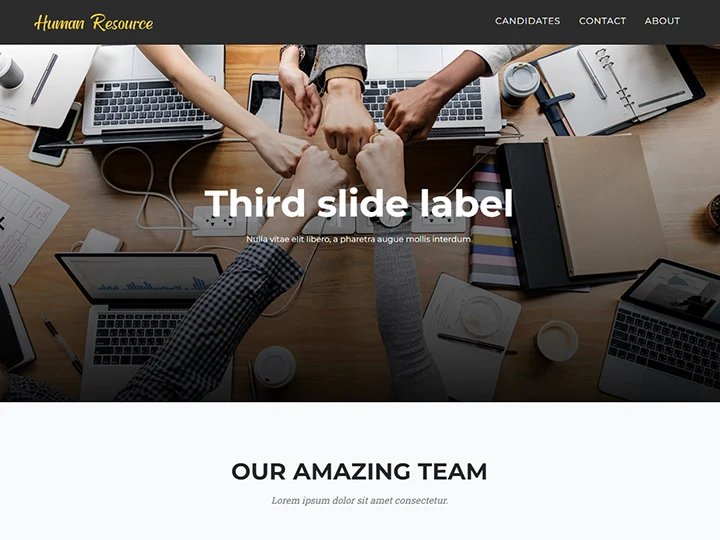 Human Resource
CANDIDATES CONTACT ABOUT
Third slide label
Nulla vitae elit libero, a pharetra augue mollis interdum.
OUR AMAZING TEAM
Lorem ipsum dolor sit amet consectetur.